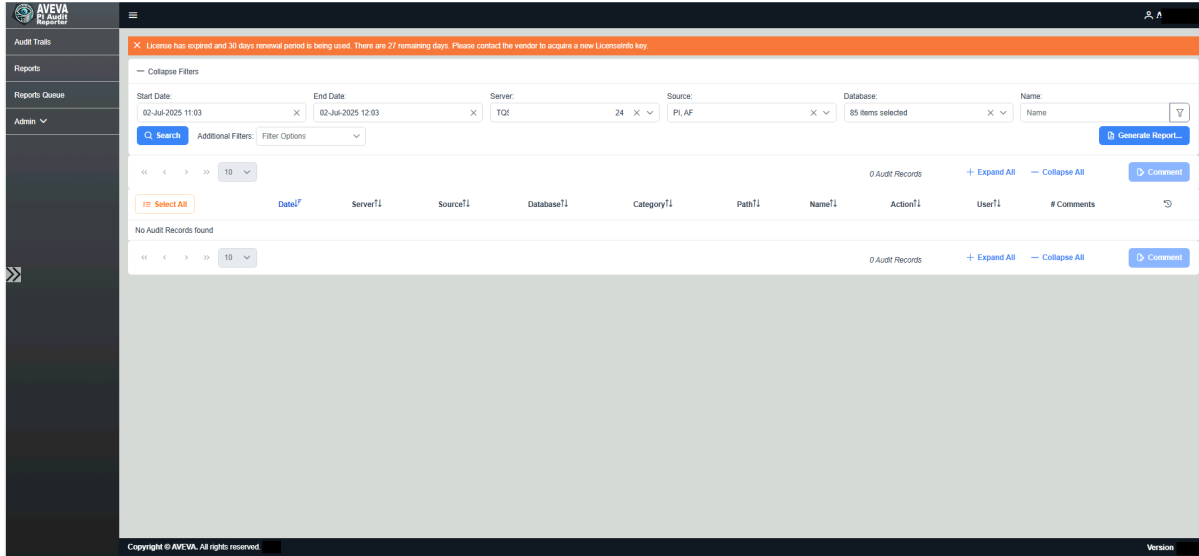 AVEVA
PI Audit
Reporter
Audit Trails
Reports
Reports Queue
Admin
License has expired and 30 days renewal period is being used. There are 27 remaining days. Please contact the vendor to acquire a new LicenseInfo key.
Collapse Filters
Start Date: End Date: Server: Source: Database: Name:
02-Jul-2025 11:03 02-Jul-2025 12:03 24 PI, AF 85 items selected Name
Search Additional Filters: Filter Options Generate Report...
10 0 Audit Records Expand All Collapse All Comment
Select All Date Server Source Database Category Path Name Action User # Comments
No Audit Records found
10 0 Audit Records Expand All Collapse All Comment
Copyright © AVEVA. All rights reserved. Version